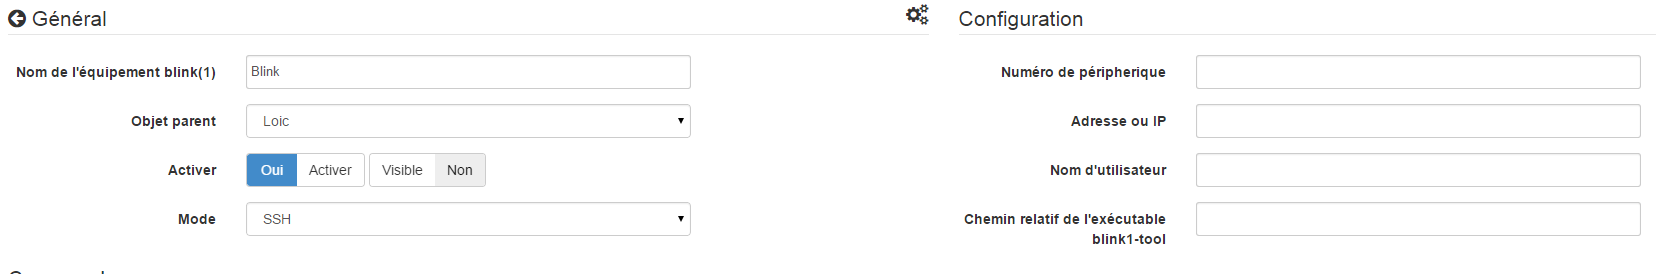 Général
Nom de l'équipement blink(1)
Blink
Objet parent
Loic
Activer
Oui
Activer
Visible
Non
Mode
SSH
Configuration
Numéro de péripherique
Adresse ou IP
Nom d'utilisateur
Chemin relatif de l'exécutable
blink1-tool